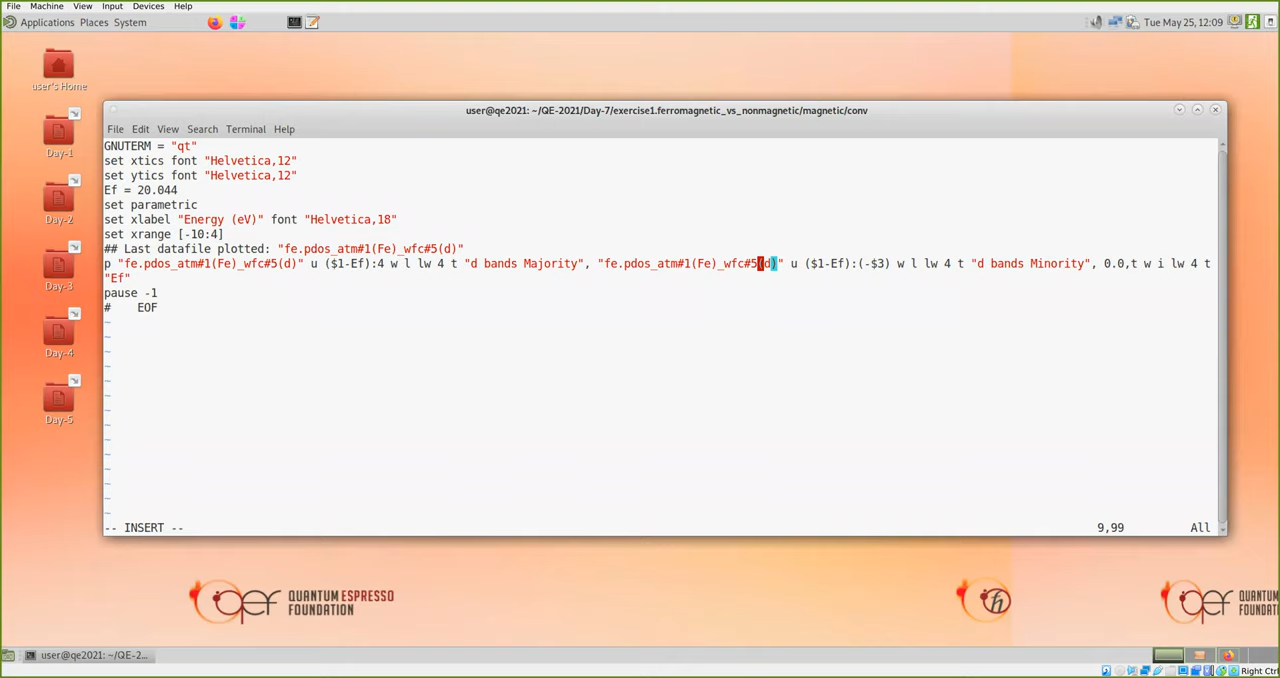 File Machine View Input Devices Help
Applications Places System
Tue May 25, 12:09
user's Home
Day-1
Day-2
Day-3
Day-4
Day-5
user@qe2021: ~/QE-2021/Day-7/exercise1.ferromagnetic_vs_nonmagnetic/magnetic/conv
File Edit View Search Terminal Help
GNUTERM = "qt"
set xtics font "Helvetica,12"
set ytics font "Helvetica,12"
Ef = 20.044
set parametric
set xlabel "Energy (eV)" font "Helvetica,18"
set xrange [-10:4]
## Last datafile plotted: "fe.pdos_atm#1(Fe)_wfc#5(d)"
p "fe.pdos_atm#1(Fe)_wfc#5(d)" u ($1-Ef):4 w l lw 4 t "d bands Majority", "fe.pdos_atm#1(Fe)_wfc#5(d)" u ($1-Ef):(-$3) w l lw 4 t "d bands Minority", 0.0,t w i lw 4 t
"Ef"
pause -1
#    EOF
~
~
~
~
~
~
~
~
~
~
~
~
~
-- INSERT -- 9,99 All
QUANTUM ESPRESSO
FOUNDATION
QUANTU
FOUNDA
user@qe2021: ~/QE-2...
Right Ctrl